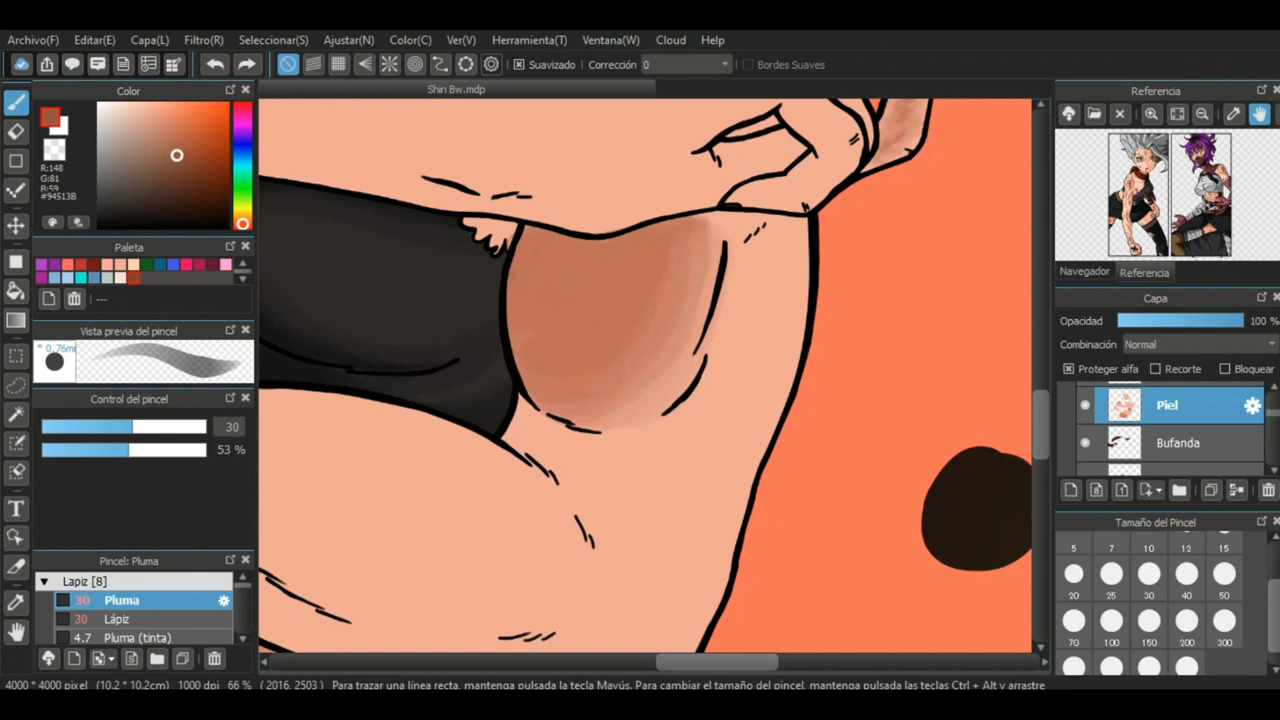 Archivo(F) Editar(E) Capa(L) Filtro(R) Seleccionar(S) Ajustar(N) Color(C) Ver(V) Herramienta(T) Ventana(W) Cloud Help
Suavizado Corrección 0 Bordes Suaves
Color
Shin Bw.mdp
Referencia
R:148
G:81
B:59
#94513B
Paleta
---
Navegador Referencia
Capa
Opacidad 100 %
Combinación Normal
Proteger alfa Recorte Bloquear
Vista previa del pincel
* 0.76m
Control del pincel
30
53 %
Piel
Bufanda
Tamaño del Pincel
5 7 10 12 15
20 25 30 40 50
70 100 150 200 300
Pincel: Pluma
Lapiz [8]
30 Pluma
30 Lápiz
4.7 Pluma (tinta)
4000 * 4000 pixel (10.2 * 10.2cm) 1000 dpi 66 % ( 2016, 2503) Para trazar una línea recta, mantenga pulsada la tecla Mayús. Para cambiar el tamaño del pincel, mantenga pulsadas las teclas Ctrl + Alt y arrastre